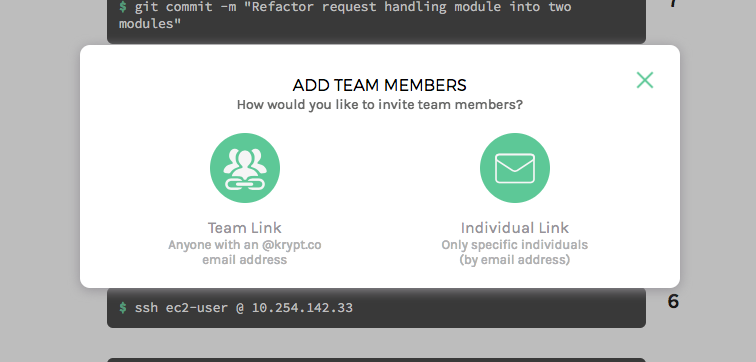 $ git commit -m "Refactor request handling module into two
modules"
ADD TEAM MEMBERS
How would you like to invite team members?
Team Link
Anyone with an @krypt.co
email address
Individual Link
Only specific individuals
(by email address)
$ ssh ec2-user @ 10.254.142.33
6